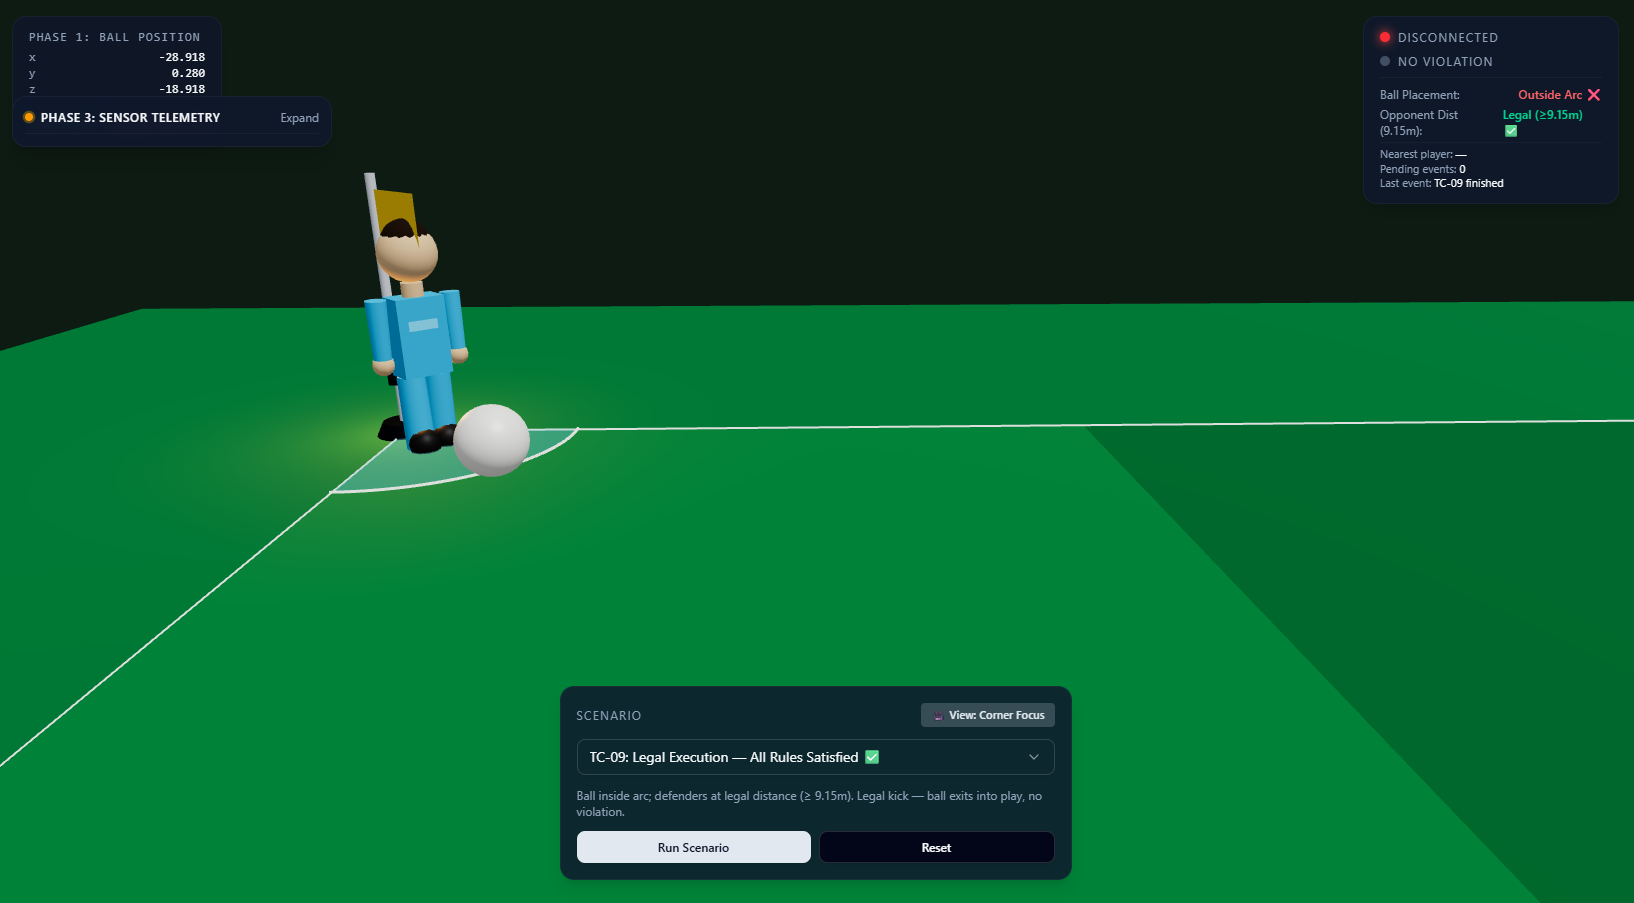 PHASE 1: BALL POSITION
x -28.918
y 0.280
z -18.918
PHASE 3: SENSOR TELEMETRY Expand
DISCONNECTED
NO VIOLATION
Ball Placement: Outside Arc ❌
Opponent Dist (9.15m): Legal (≥9.15m) ✅
Nearest player: —
Pending events: 0
Last event: TC-09 finished
SCENARIO
View: Corner Focus
TC-09: Legal Execution — All Rules Satisfied ✅
Ball inside arc; defenders at legal distance (≥ 9.15m). Legal kick — ball exits into play, no
violation.
Run Scenario
Reset